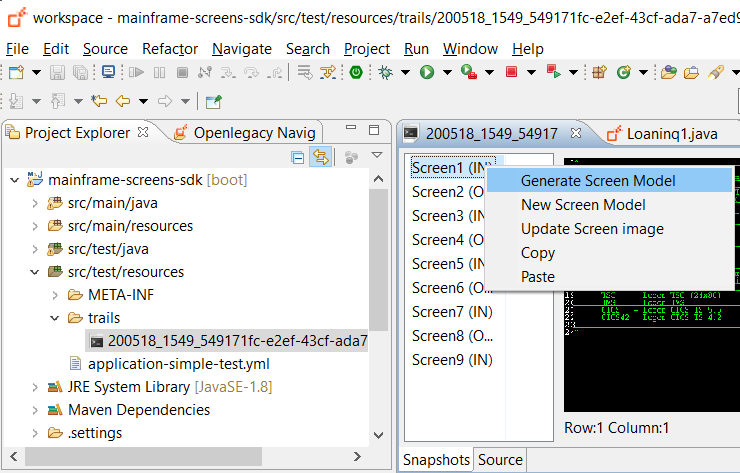 workspace - mainframe-screens-sdk/src/test/resources/trails/200518_1549_549171fc-e2ef-43cf-ada7-a7ed9
File Edit Source Refactor Navigate Search Project Run Window Help
Project Explorer Openlegacy Navig
200518_1549_54917 Loaninq1.java
mainframe-screens-sdk [boot]
src/main/java
src/main/resources
src/test/java
src/test/resources
META-INF
trails
200518_1549_549171fc-e2ef-43cf-ada7
application-simple-test.yml
JRE System Library [JavaSE-1.8]
Maven Dependencies
.settings
Screen1 (IN)
Screen2 (O
Screen3 (IN
Screen4 (O
Screen5 (IN
Screen6 (O...
Screen7 (IN)
Screen8 (O...
Screen9 (IN)
Generate Screen Model
New Screen Model
Update Screen image
Copy
Paste
Row:1 Column:1
Snapshots Source